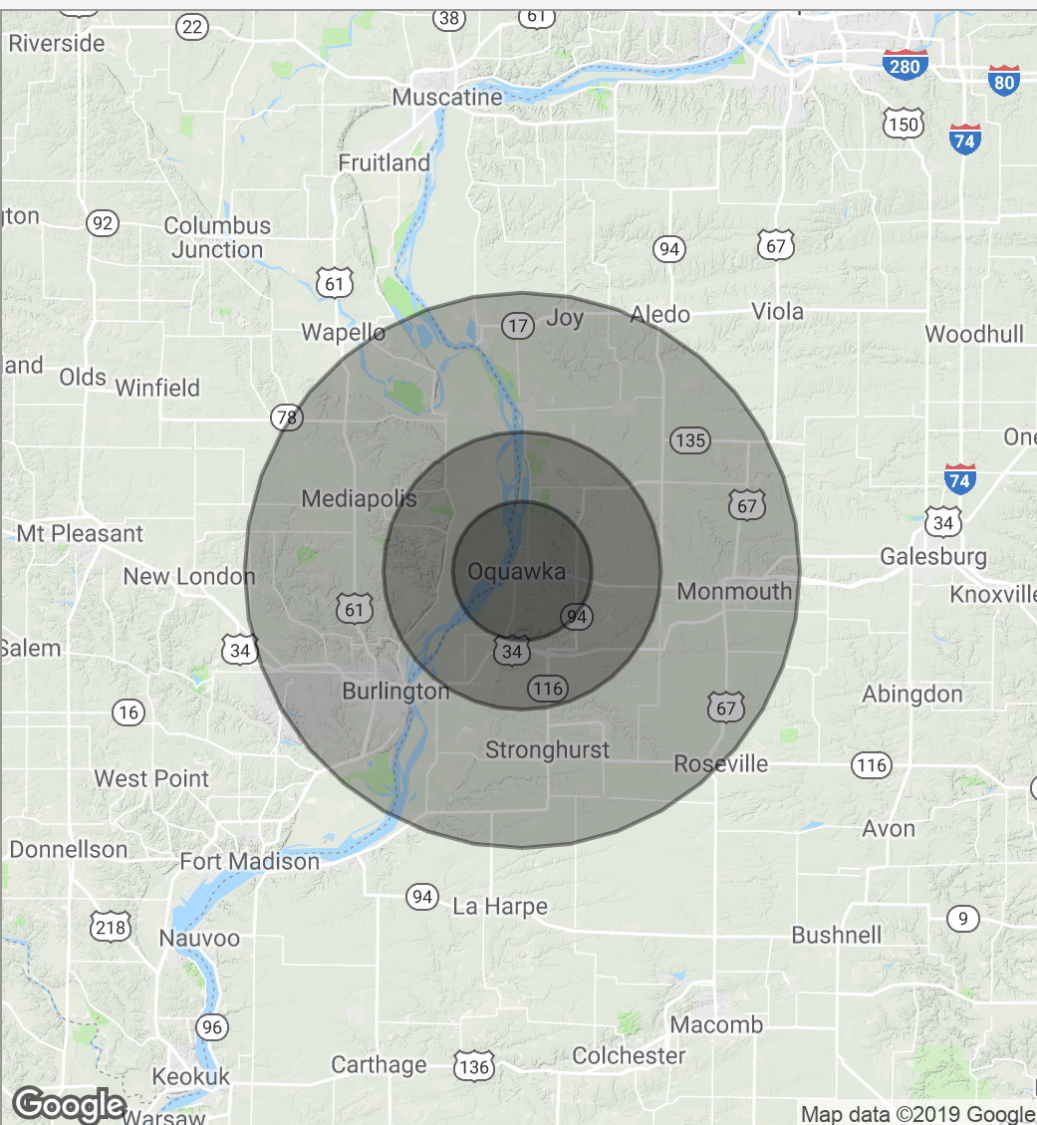 38
61
22
Riverside
280
80
Muscatine
150
74
Fruitland
gton
92
Columbus
Junction
94
67
61
Wapello
17
Joy
Aledo
Viola
Woodhull
land
Olds
Winfield
78
135
One
Mediapolis
74
67
34
Mt Pleasant
New London
Oquawka
Galesburg
Monmouth
Knoxville
61
94
Salem
34
34
Burlington
116
Abingdon
67
16
Stronghurst
Roseville
116
West Point
Avon
Donnellson
Fort Madison
94
La Harpe
9
218
Nauvoo
Bushnell
96
Macomb
Colchester
Carthage
136
Keokuk
Google
Warsaw
Map data ©2019 Google